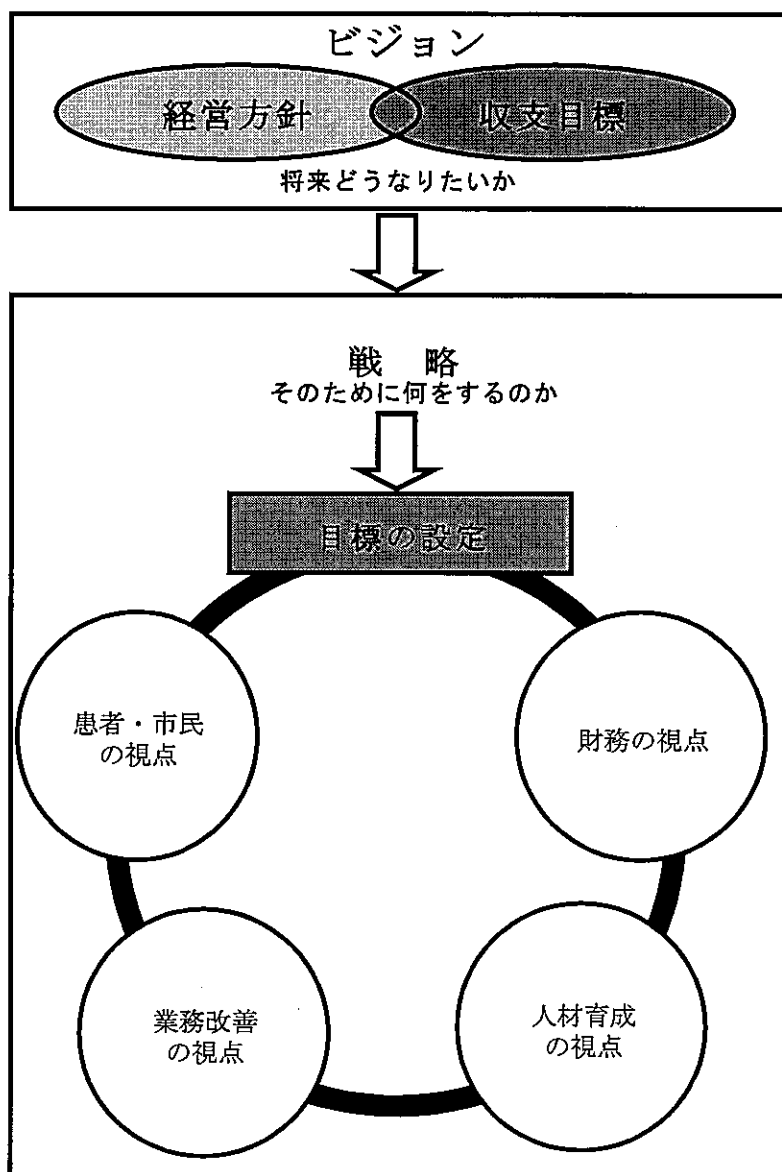 ビジョン
経営方針
収支目標
将来どうなりたいか
戦　略
そのために何をするのか
目標の設定
患者・市民
の視点
財務の視点
業務改善
の視点
人材育成
の視点